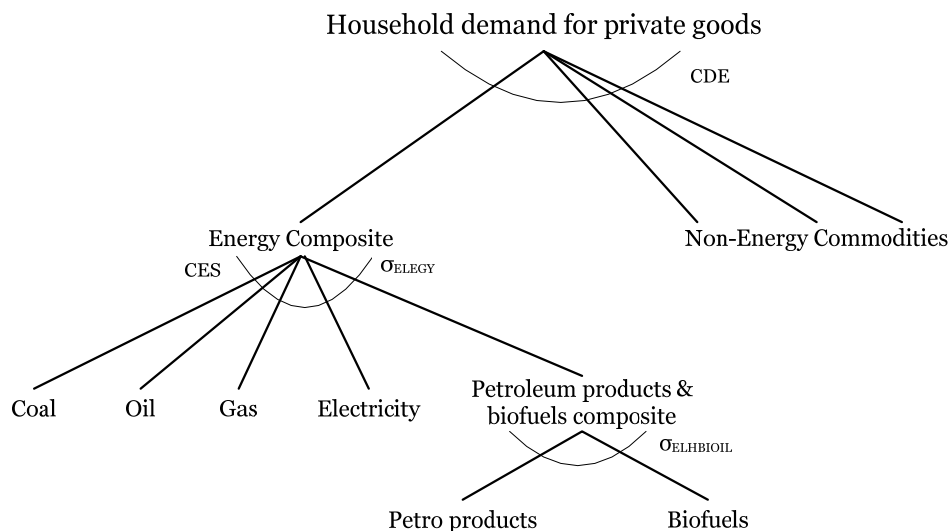 Household demand for private goods
CDE
Energy Composite
Non-Energy Commodities
CES
σELEGY
Coal
Oil
Gas
Electricity
Petroleum products &
biofuels composite
σELHBIOIL
Petro products
Biofuels